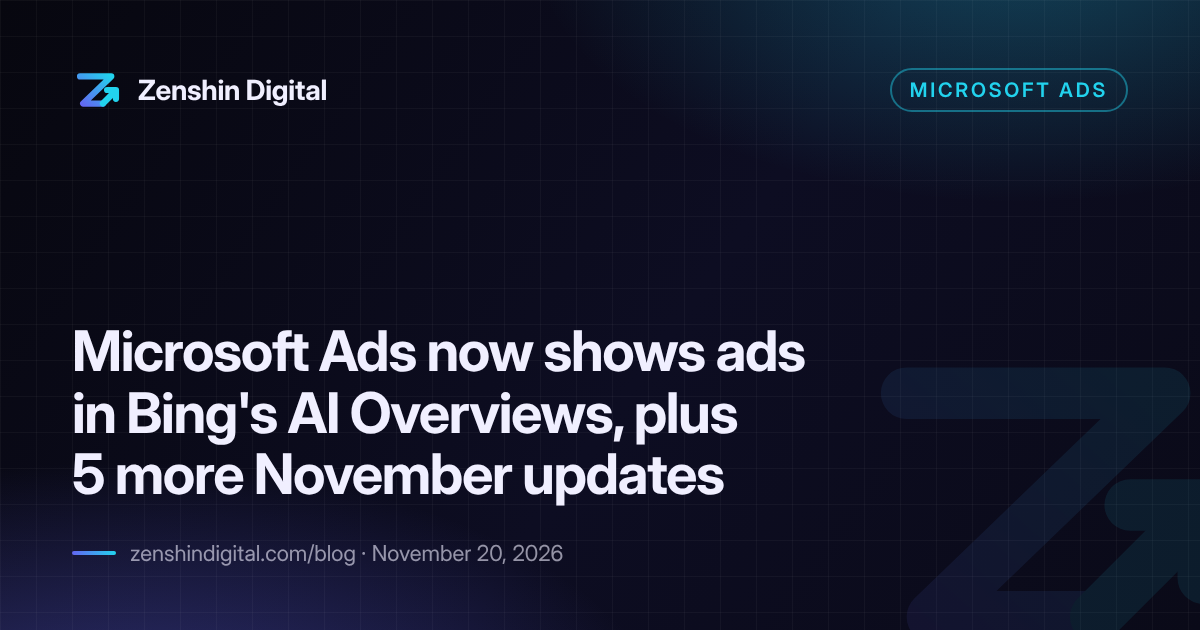 Zenshin Digital
MICROSOFT ADS
Microsoft Ads now shows ads
in Bing's AI Overviews, plus
5 more November updates
zenshindigital.com/blog · November 20, 2026